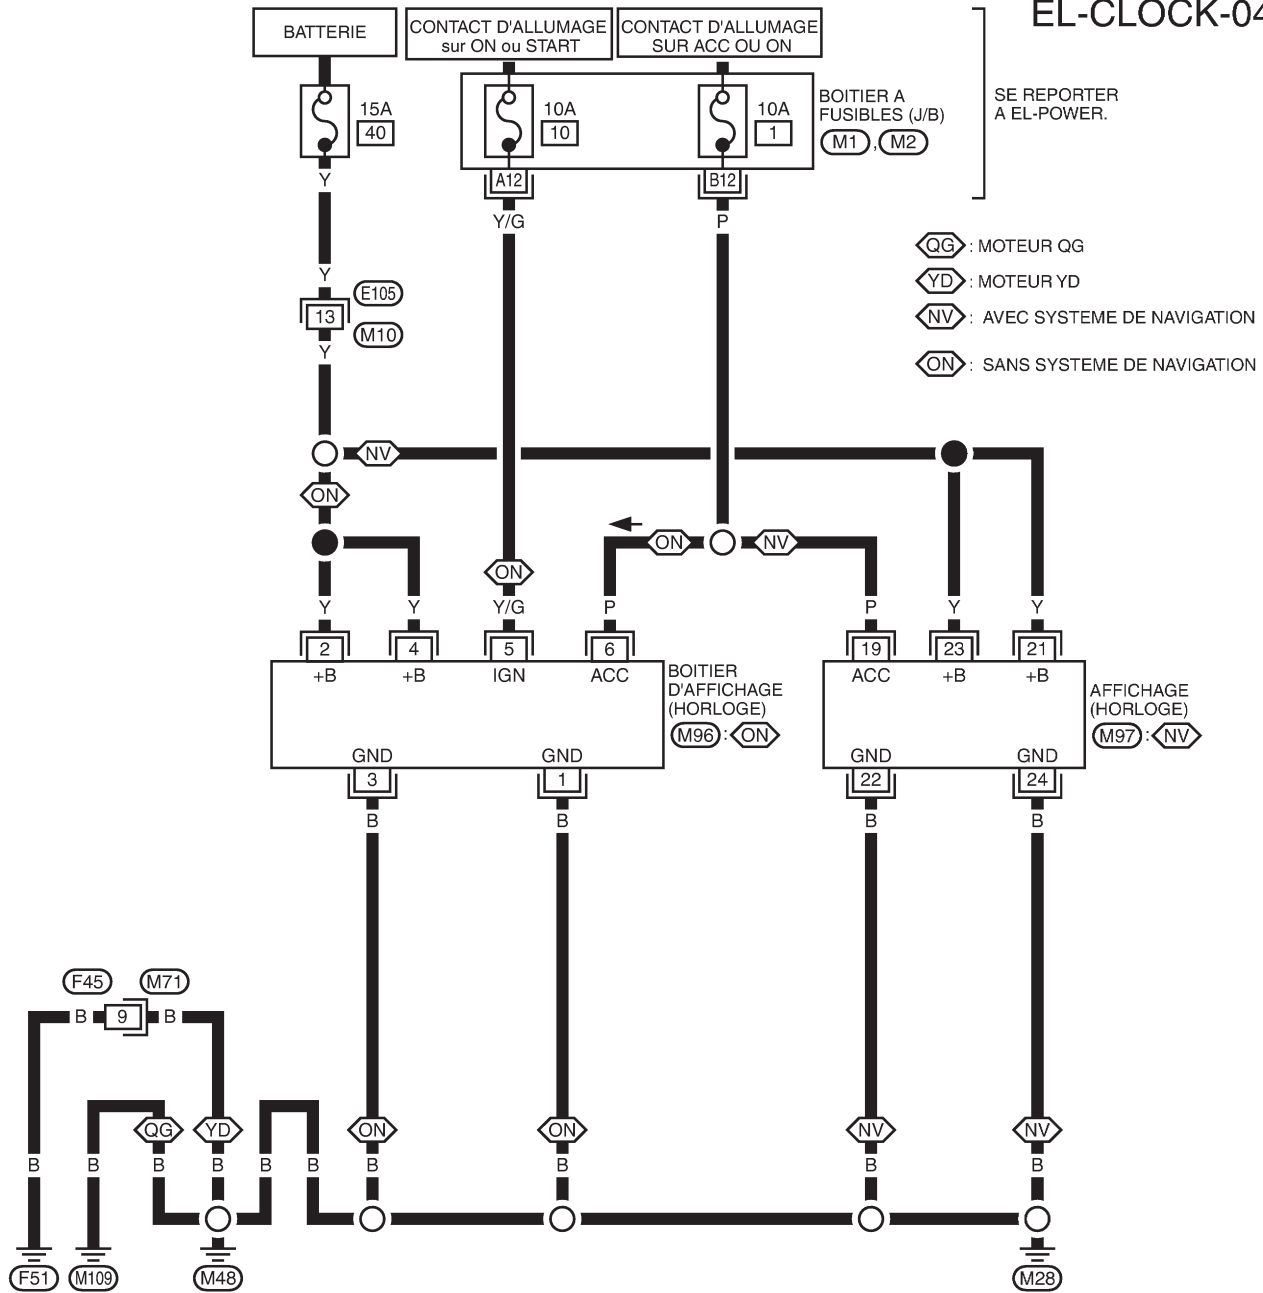 EL-CLOCK-04
BATTERIE
CONTACT D'ALLUMAGE
sur ON ou START
CONTACT D'ALLUMAGE
SUR ACC OU ON
15A
40
10A
10
10A
1
BOITIER A
FUSIBLES (J/B)
M1 , M2
SE REPORTER
A EL-POWER.
A12
B12
Y
Y/G
P
QG : MOTEUR QG
YD : MOTEUR YD
NV : AVEC SYSTEME DE NAVIGATION
ON : SANS SYSTEME DE NAVIGATION
Y
E105
13
M10
Y
NV
ON
ON
NV
ON
Y
Y
Y/G
P
P
Y
Y
2
4
5
6
19
23
21
+B
+B
IGN
ACC
ACC
+B
+B
BOITIER
D'AFFICHAGE
(HORLOGE)
M96 : ON
AFFICHAGE
(HORLOGE)
M97 : NV
GND
GND
GND
GND
3
1
22
24
B
B
B
B
F45
M71
B
9
B
QG
YD
ON
ON
NV
NV
B
B
B
B
B
B
B
B
B
B
F51
M109
M48
M28